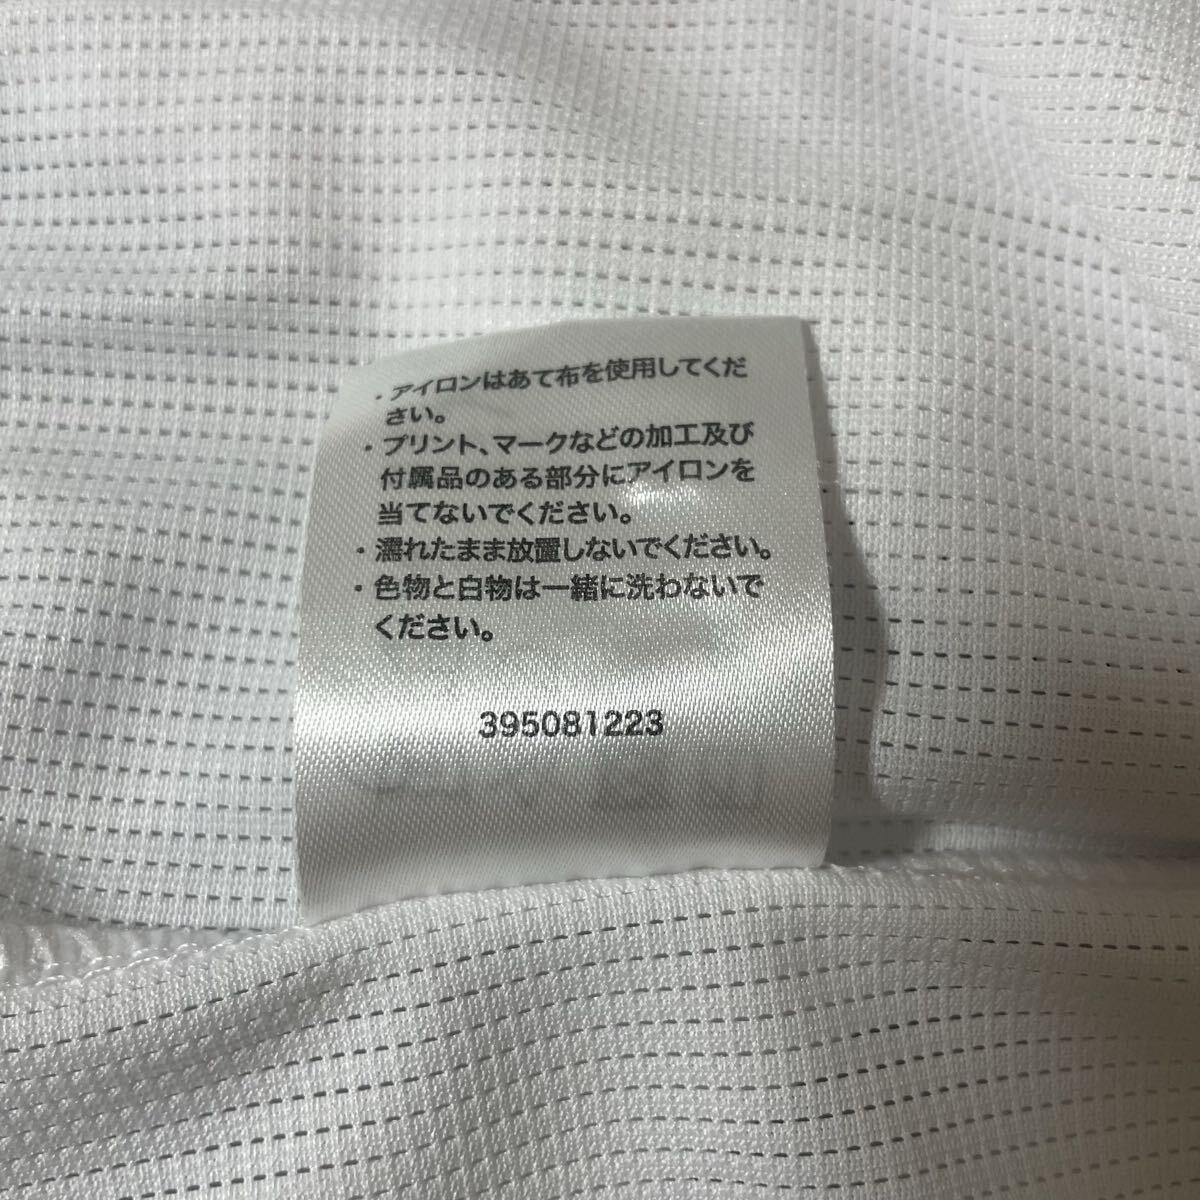 ・アイロンはあて布を使用してくだ
さい。
・プリント、マークなどの加工及び
付属品のある部分にアイロンを
当てないでください。
・濡れたまま放置しないでください。
・色物と白物は一緒に洗わないで
ください。
395081223